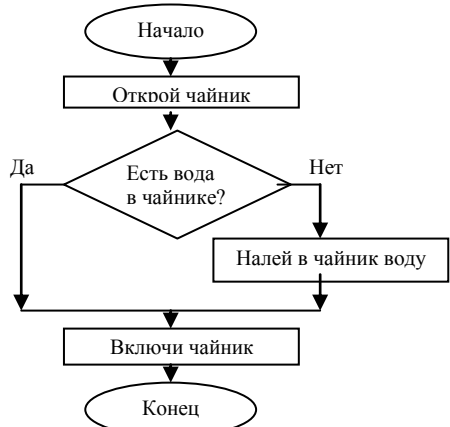 Начало
Открой чайник
Да
Есть вода
в чайнике?
Нет
Налей в чайник воду
Включи чайник
Конец